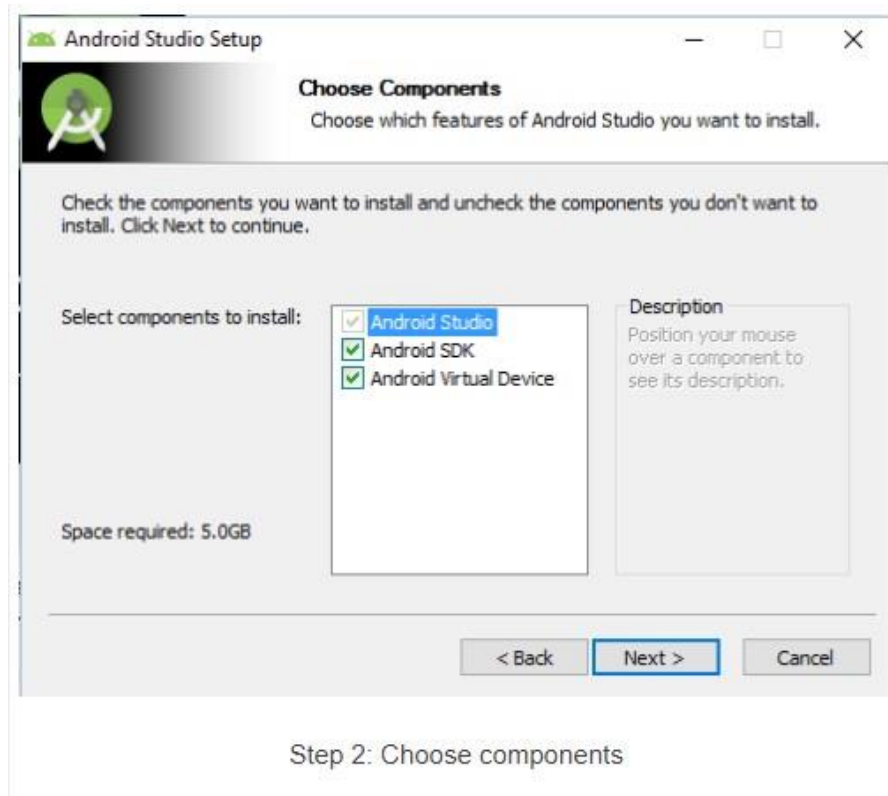 Android Studio Setup
Choose Components
Choose which features of Android Studio you want to install.
Check the components you want to install and uncheck the components you don't want to
install. Click Next to continue.
Select components to install:
Android Studio
Android SDK
Android Virtual Device
Description
Position your mouse
over a component to
see its description.
Space required: 5.0GB
< Back
Next >
Cancel
Step 2: Choose components